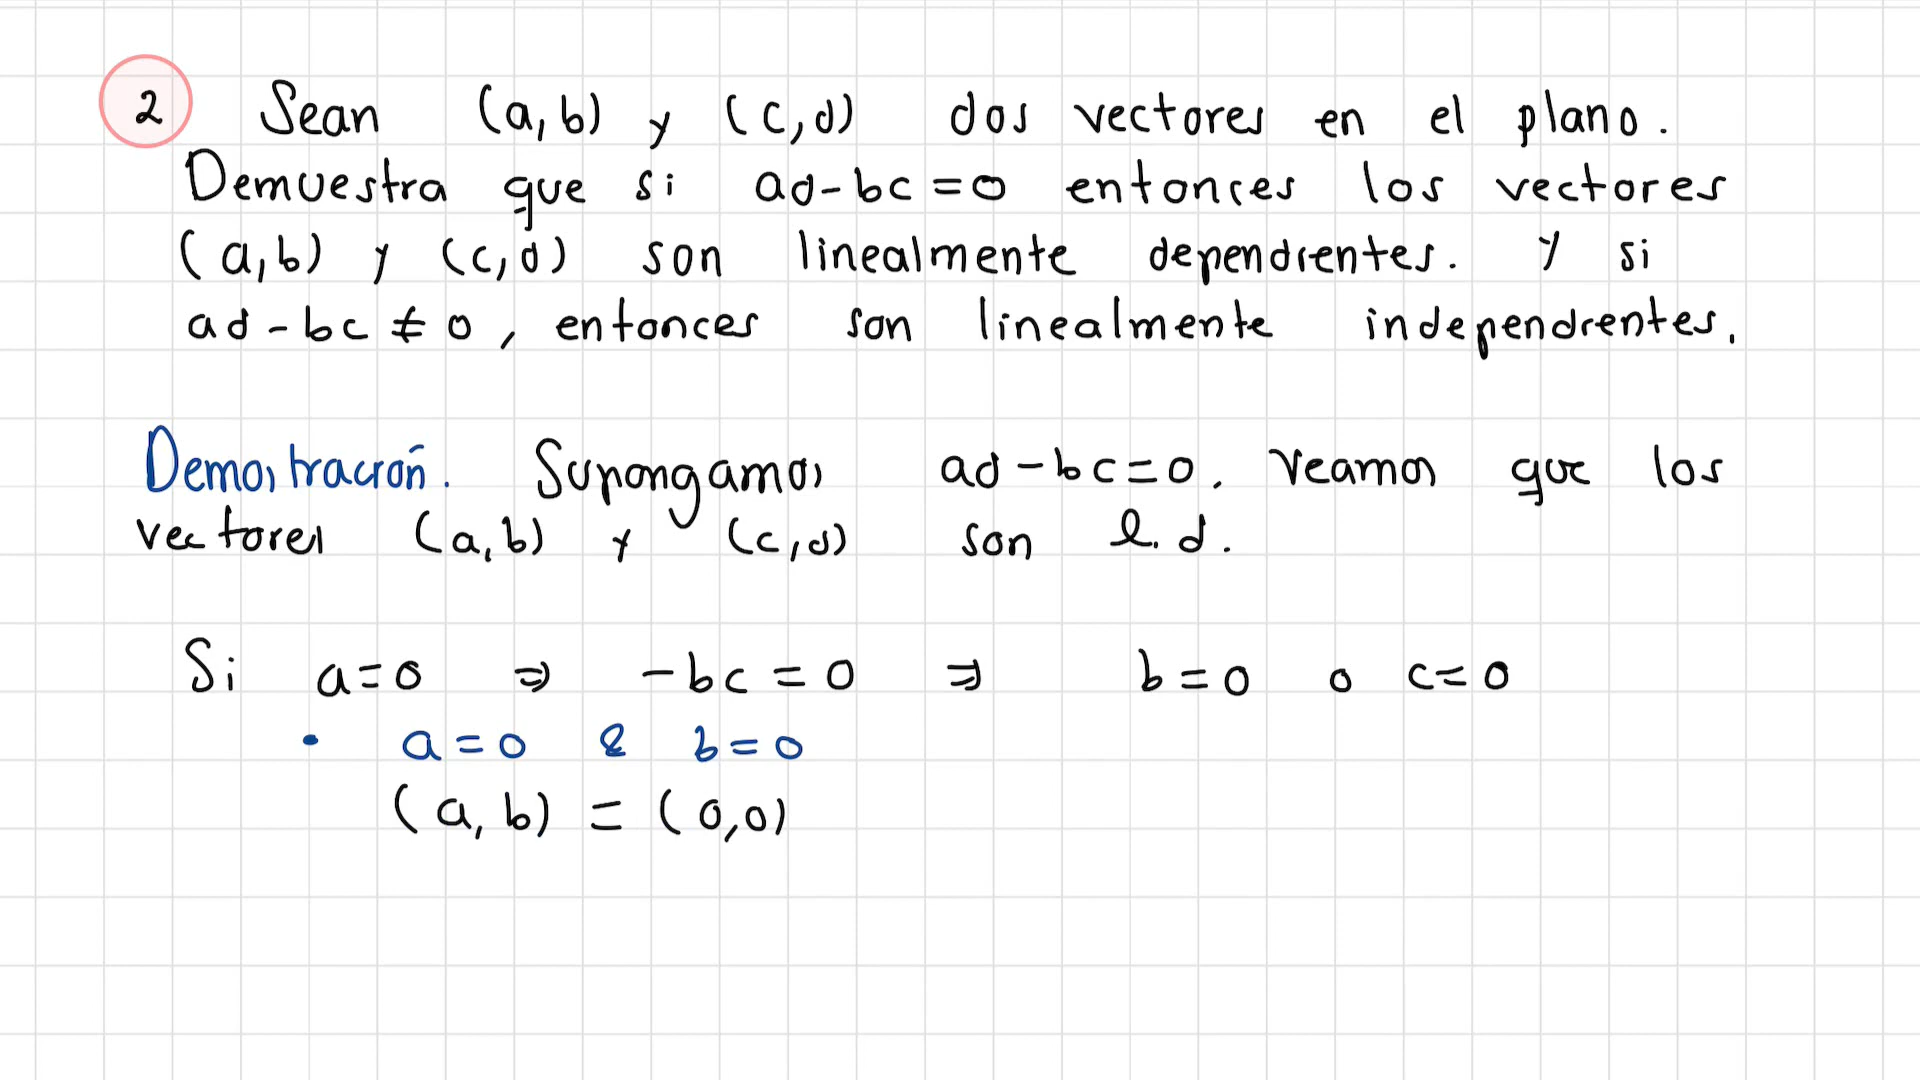 2 Sean (a,b) y (c,d) dos vectores en el plano.
Demuestra que si ad-bc=0 entonces los vectores
(a,b) y (c,d) son linealmente dependientes. Y si
ad-bc≠0, entonces son linealmente independientes.
Demostración. Supongamos ad-bc=0. Veamos que los
vectores (a,b) y (c,d) son l.d.
Si a=0 ⇒ -bc=0 ⇒ b=0 o c=0
• a=0 & b=0
(a,b) = (0,0)